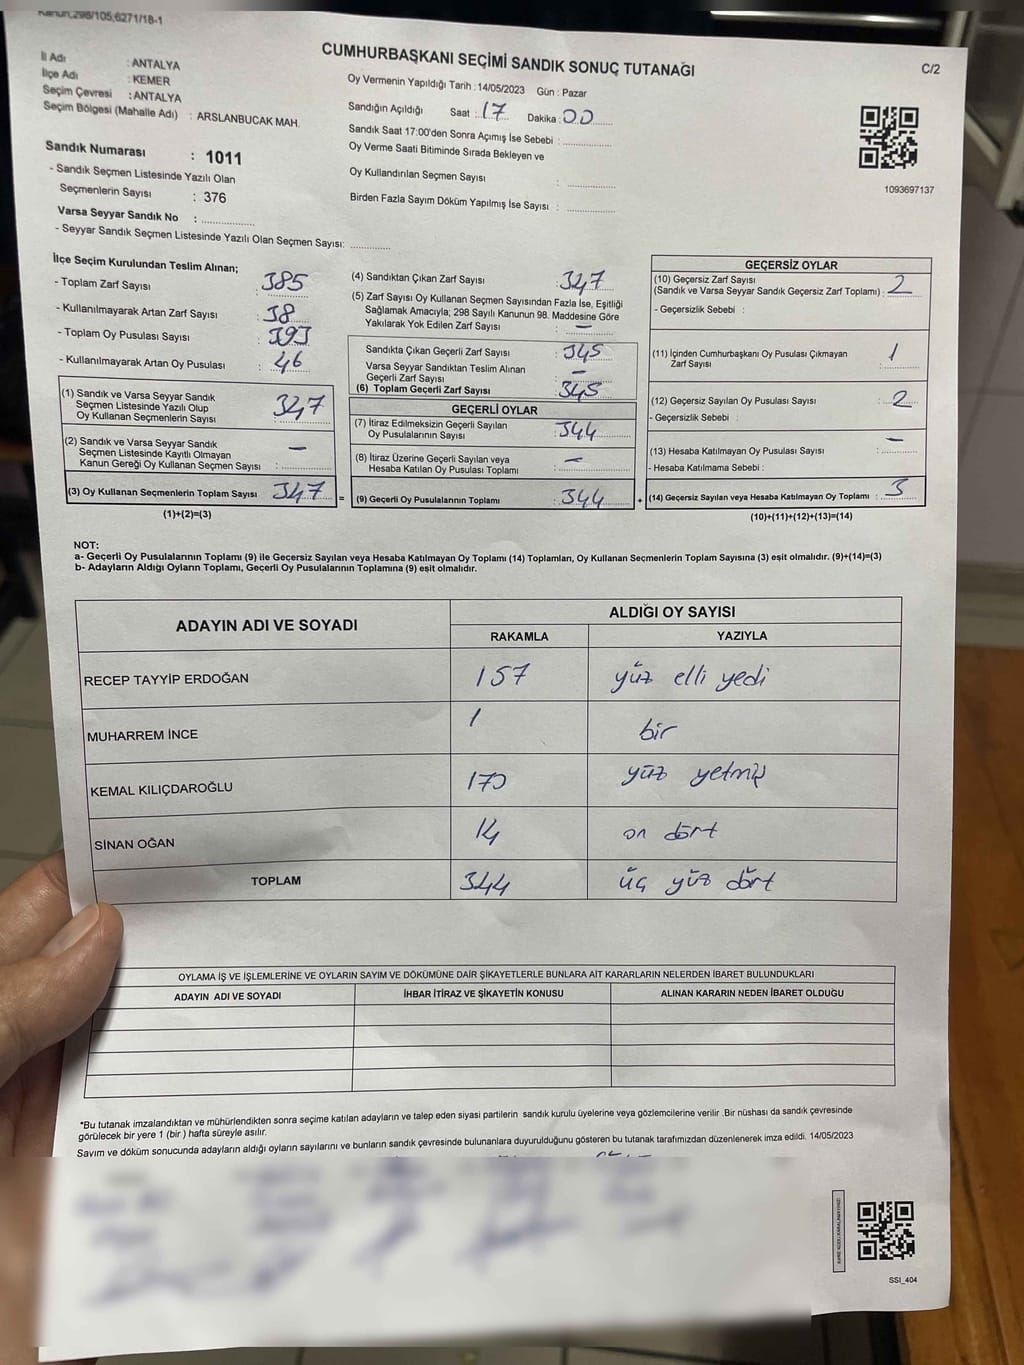 Kanun,298/105,6271/18-1
CUMHURBAŞKANI SEÇİMİ SANDIK SONUÇ TUTANAĞI
C/2
İl Adı : ANTALYA
İlçe Adı : KEMER
Seçim Çevresi : ANTALYA
Seçim Bölgesi (Mahalle Adı) : ARSLANBUCAK MAH.
Sandık Numarası : 1011
- Sandık Seçmen Listesinde Yazılı Olan
Seçmenlerin Sayısı : 376
Varsa Seyyar Sandık No :
- Seyyar Sandık Seçmen Listesinde Yazılı Olan Seçmen Sayısı:
Oy Vermenin Yapıldığı Tarih : 14/05/2023 Gün : Pazar
Sandığın Açıldığı Saat : 17 Dakika : 00
Sandık Saat 17:00'den Sonra Açımış İse Sebebi :
Oy Verme Saati Bitiminde Sırada Bekleyen ve
Oy Kullandırılan Seçmen Sayısı :
Birden Fazla Sayım Döküm Yapılmış İse Sayısı :
1093697137
İlçe Seçim Kurulundan Teslim Alınan;
- Toplam Zarf Sayısı : 385
- Kullanılmayarak Artan Zarf Sayısı : 38
- Toplam Oy Pusulası Sayısı : 393
- Kullanılmayarak Artan Oy Pusulası : 46
(1) Sandık ve Varsa Seyyar Sandık
Seçmen Listesinde Yazılı Olup
Oy Kullanan Seçmenlerin Sayısı : 347
(2) Sandık ve Varsa Seyyar Sandık
Seçmen Listesinde Kayıtlı Olmayan
Kanun Gereği Oy Kullanan Seçmen Sayısı : -
(3) Oy Kullanan Seçmenlerin Toplam Sayısı : 347 =
(1)+(2)=(3)
(4) Sandıktan Çıkan Zarf Sayısı : 347
(5) Zarf Sayısı Oy Kullanan Seçmen Sayısından Fazla İse, Eşitliği
Sağlamak Amacıyla; 298 Sayılı Kanunun 98. Maddesine Göre
Yakılarak Yok Edilen Zarf Sayısı : -
Sandıkta Çıkan Geçerli Zarf Sayısı : 345
Varsa Seyyar Sandıktan Teslim Alınan
Geçerli Zarf Sayısı : -
(6) Toplam Geçerli Zarf Sayısı : 345
GEÇERLİ OYLAR
(7) İtiraz Edilmeksizin Geçerli Sayılan
Oy Pusulalarının Sayısı : 344
(8) İtiraz Üzerine Geçerli Sayılan veya
Hesaba Katılan Oy Pusulası Toplamı : -
(9) Geçerli Oy Pusulalarının Toplamı : 344 +
GEÇERSİZ OYLAR
(10) Geçersiz Zarf Sayısı
(Sandık ve Varsa Seyyar Sandık Geçersiz Zarf Toplamı) : 2
- Geçersizlik Sebebi :
(11) İçinden Cumhurbaşkanı Oy Pusulası Çıkmayan
Zarf Sayısı : 1
(12) Geçersiz Sayılan Oy Pusulası Sayısı : 2
- Geçersizlik Sebebi :
(13) Hesaba Katılmayan Oy Pusulası Sayısı : -
- Hesaba Katılmama Sebebi :
(14) Geçersiz Sayılan veya Hesaba Katılmayan Oy Toplamı : 3
(10)+(11)+(12)+(13)=(14)
NOT:
a- Geçerli Oy Pusulalarının Toplamı (9) ile Geçersiz Sayılan veya Hesaba Katılmayan Oy Toplamı (14) Toplamları, Oy Kullanan Secmenlerin Toplam Sayısına (3) esit olmalıdır. (9)+(14)=(3)
b- Adayların Aldığı Oyların Toplamı, Geçerli Oy Pusulalarının Toplamına (9) eşit olmalıdır.
ADAYIN ADI VE SOYADI ALDIĞI OY SAYISI
RAKAMLA YAZIYLA
RECEP TAYYİP ERDOĞAN 157 yüz elli yedi
MUHARREM İNCE 1 bir
KEMAL KILIÇDAROĞLU 170 yüz yetmiş
SİNAN OĞAN 14 on dört
TOPLAM 344 üç yüz dört
OYLAMA İŞ VE İŞLEMLERİNE VE OYLARIN SAYIM VE DÖKÜMÜNE DAİR ŞİKAYETLERLE BUNLARA AİT KARARLARIN NELERDEN İBARET BULUNDUKLARI
ADAYIN ADI VE SOYADI İHBAR İTİRAZ VE ŞİKAYETİN KONUSU ALINAN KARARIN NEDEN İBARET OLDUĞU
*Bu tutanak imzalandıktan ve mühürlendikten sonra seçime katılan adayların ve talep eden siyasi partilerin sandık kurulu üyelerine veya gözlemcilerine verilir .Bir nüshası da sandık çevresinde
görülecek bir yere 1 (bir) hafta süreyle asılır.
Sayım ve döküm sonucunda adayların aldığı oyların sayılarını ve bunların sandık çevresinde bulunanlara duyurulduğunu gösteren bu tutanak tarafımızdan düzenlenerek imza edildi. 14/05/2023
SSI_404